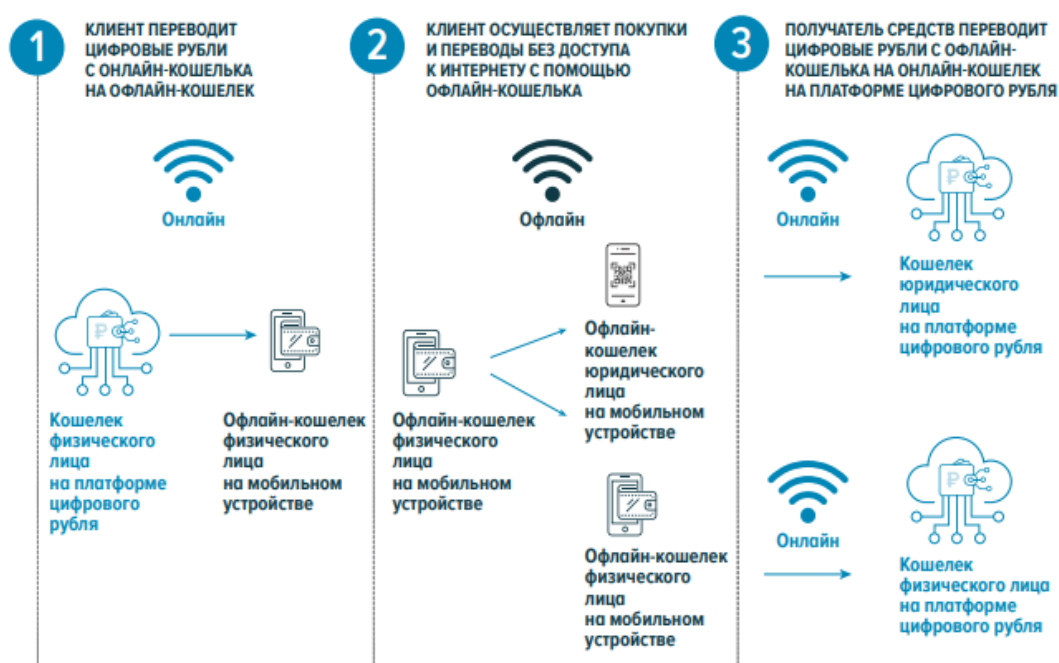 1
КЛИЕНТ ПЕРЕВОДИТ
ЦИФРОВЫЕ РУБЛИ
С ОНЛАЙН-КОШЕЛЬКА
НА ОФЛАЙН-КОШЕЛЕК
Онлайн
Кошелек
физического
лица
на платформе
цифрового
рубля
Офлайн-кошелек
физического
лица
на мобильном
устройстве
2
КЛИЕНТ ОСУЩЕСТВЛЯЕТ ПОКУПКИ
И ПЕРЕВОДЫ БЕЗ ДОСТУПА
К ИНТЕРНЕТУ С ПОМОЩЬЮ
ОФЛАЙН-КОШЕЛЬКА
Офлайн
Офлайн-кошелек
физического
лица
на мобильном
устройстве
Офлайн-
кошелек
юридического
лица
на мобильном
устройстве
Офлайн-кошелек
физического
лица
на мобильном
устройстве
3
ПОЛУЧАТЕЛЬ СРЕДСТВ ПЕРЕВОДИТ
ЦИФРОВЫЕ РУБЛИ С ОФЛАЙН-
КОШЕЛЬКА НА ОНЛАЙН-КОШЕЛЕК
НА ПЛАТФОРМЕ ЦИФРОВОГО РУБЛЯ
Онлайн
Кошелек
юридического
лица
на платформе
цифрового рубля
Онлайн
Кошелек
физического лица
на платформе
цифрового рубля